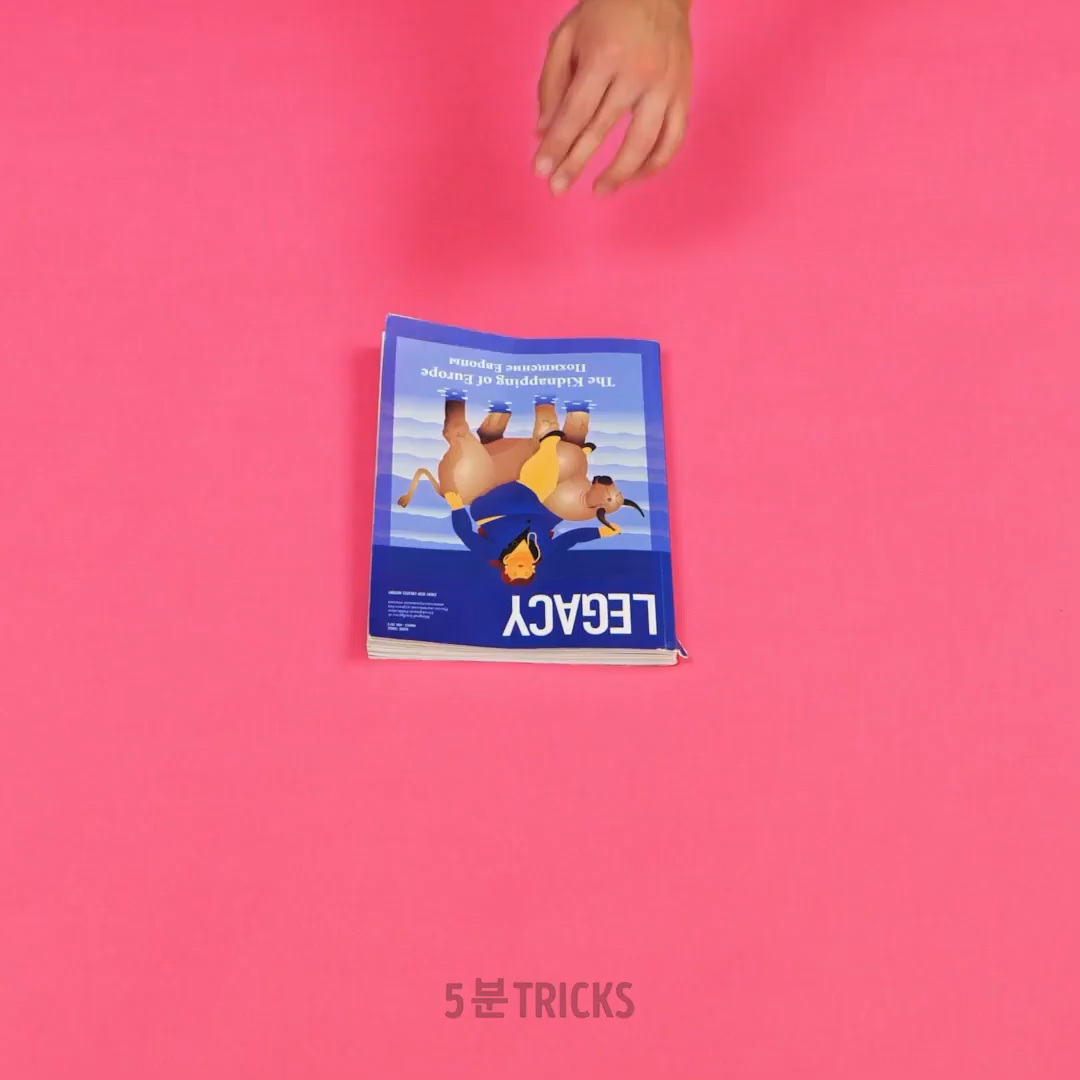 LEGACY
The Kidnapping of Europe
Похищение Европы
5분 TRICKS